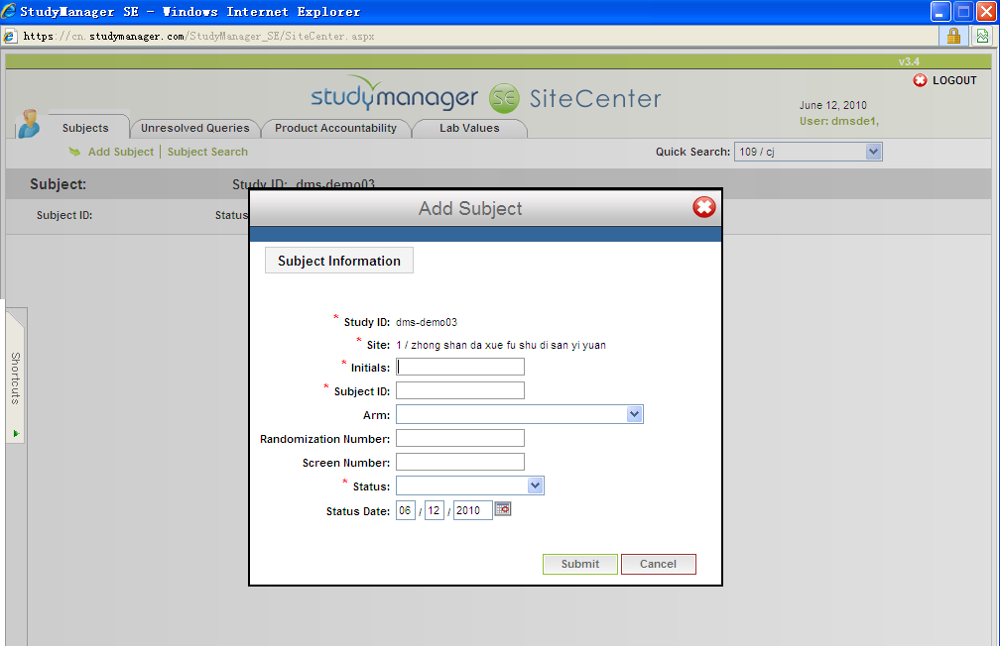 StudyManager SE - Windows Internet Explorer
https://cn.studymanager.com/StudyManager_SE/SiteCenter.aspx
v3.4
LOGOUT
studymanager SE SiteCenter
June 12, 2010
User: dmsde1,
Subjects Unresolved Queries Product Accountability Lab Values
Add Subject | Subject Search Quick Search: 109 / cj
Subject: Study ID: dms-demo03
Subject ID: Status
Add Subject
Subject Information
* Study ID: dms-demo03
* Site: 1 / zhong shan da xue fu shu di san yi yuan
* Initials:
* Subject ID:
Arm:
Randomization Number:
Screen Number:
* Status:
Status Date: 06 / 12 / 2010
Submit Cancel
Shortcuts